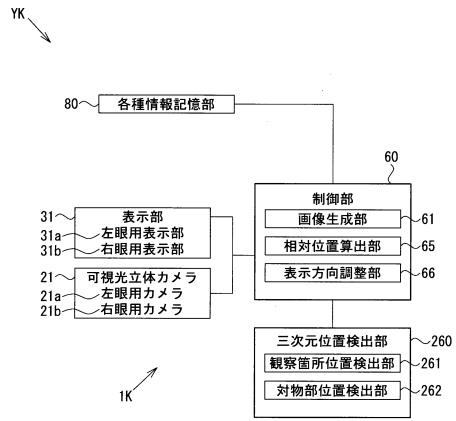 YK
80 各種情報記憶部
60
制御部
画像生成部 61
相対位置算出部 65
表示方向調整部 66
31 表示部
31a 左眼用表示部
31b 右眼用表示部
21 可視光立体カメラ
21a 左眼用カメラ
21b 右眼用カメラ
三次元位置検出部 260
観察箇所位置検出部 261
対物部位置検出部 262
1K